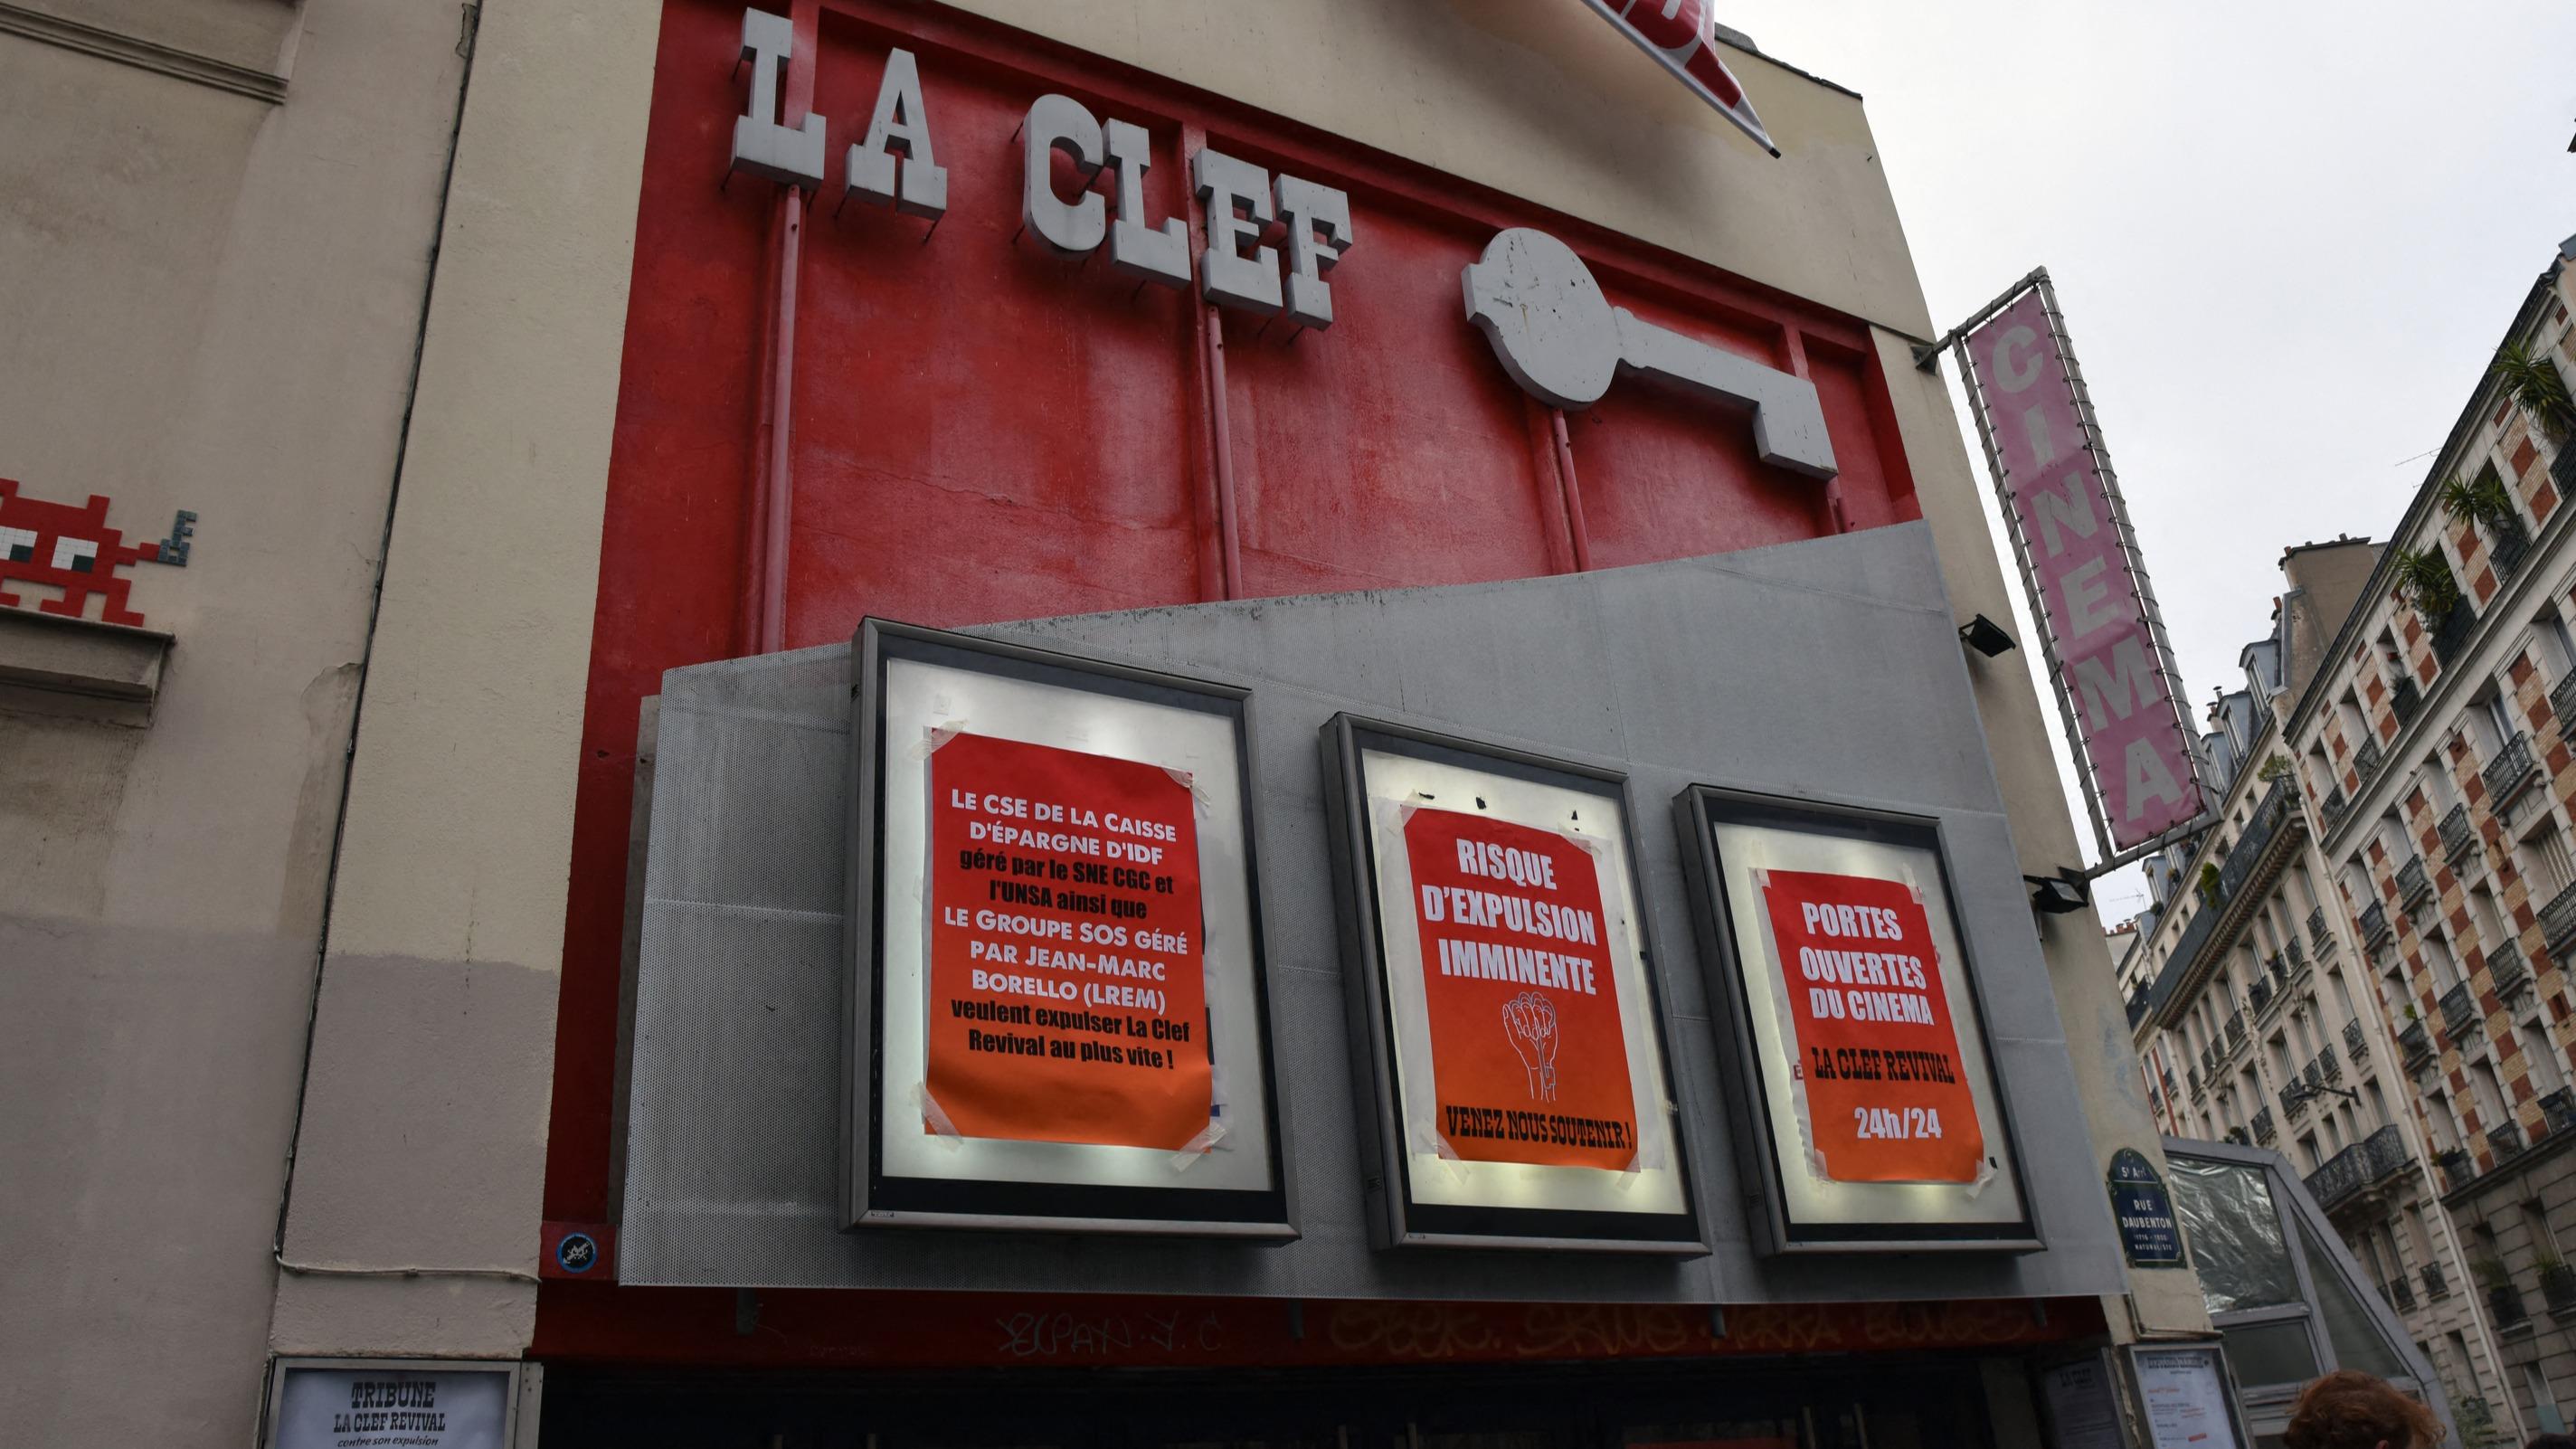 LA CLEF
CINEMA
LE CSE DE LA CAISSE
D'ÉPARGNE D'IDF
géré par le SNE CGC et
l'UNSA ainsi que
LE GROUPE SOS GÉRÉ
PAR JEAN-MARC
BORELLO (LREM)
veulent expulser La Clef
Revival au plus vite !
RISQUE
D'EXPULSION
IMMINENTE
VENEZ NOUS SOUTENIR !
PORTES
OUVERTES
DU CINEMA
LA CLEF REVIVAL
24h/24
5e Arrt
RUE
DAUBENTON
NATURALISTE
TRIBUNE
LA CLEF REVIVAL
contre son expulsion